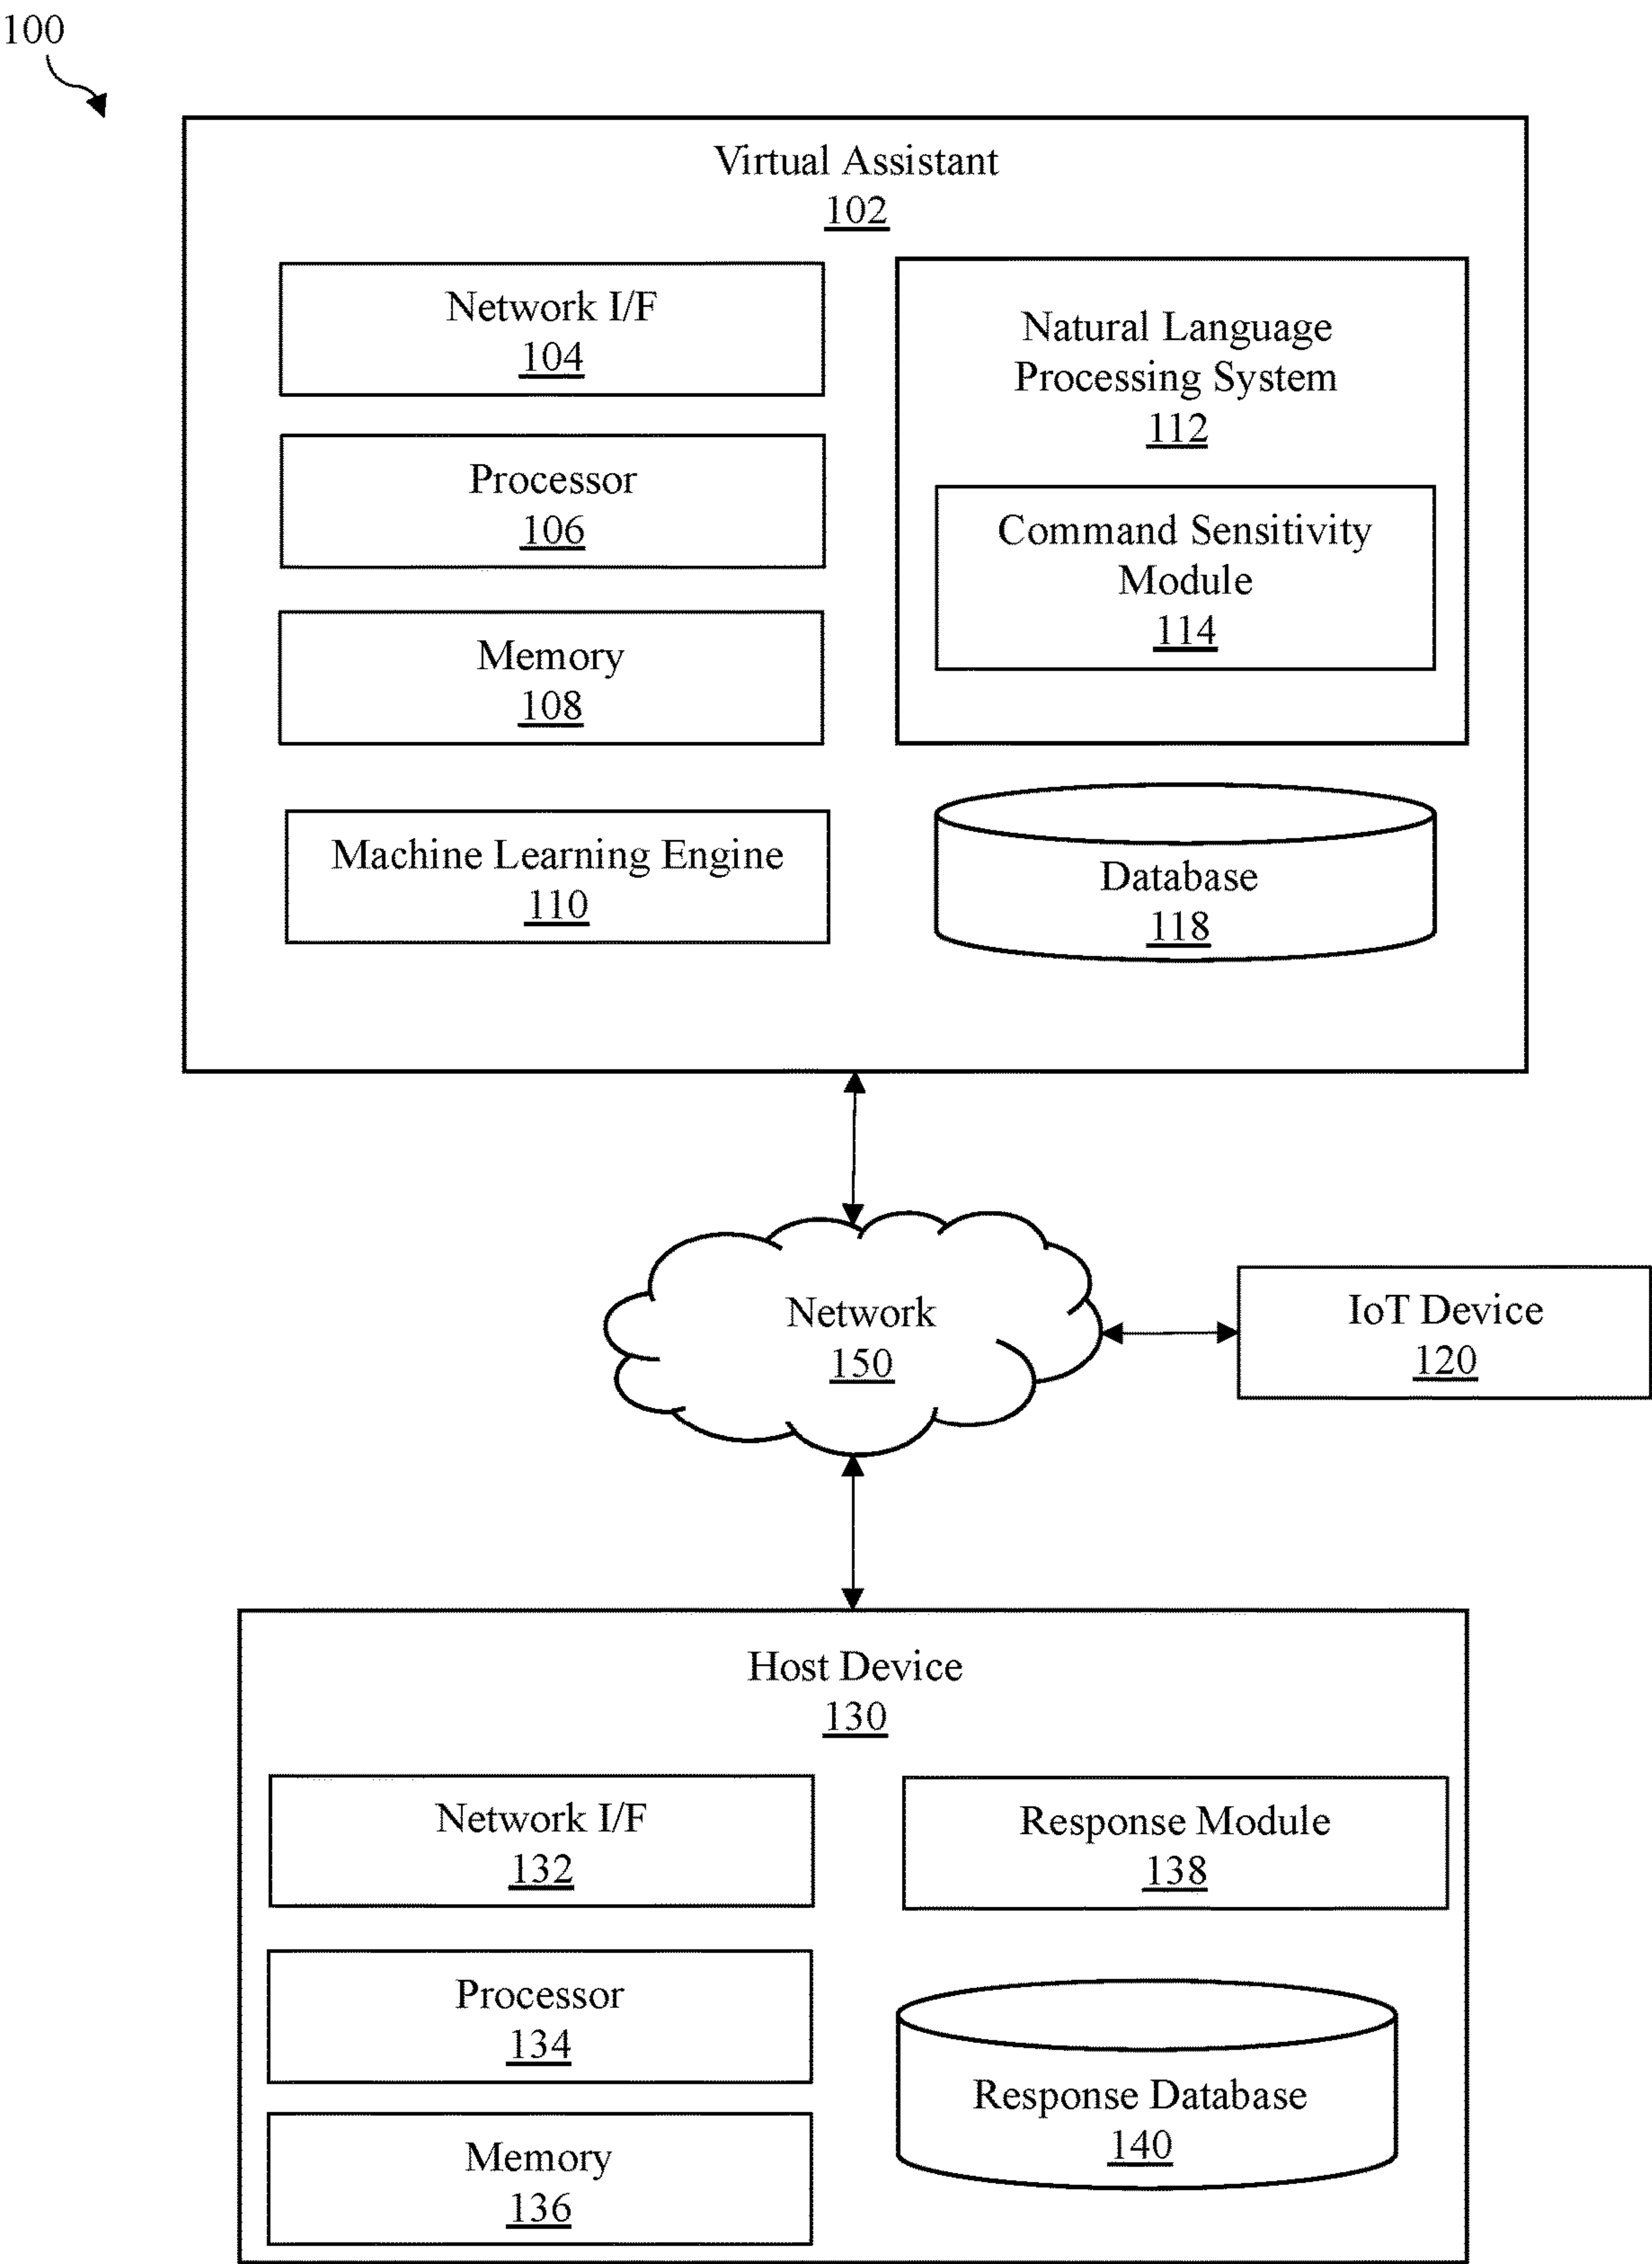 100
Virtual Assistant
102
Network I/F
104
Processor
106
Memory
108
Machine Learning Engine
110
Natural Language
Processing System
112
Command Sensitivity
Module
114
Database
118
Network
150
IoT Device
120
Host Device
130
Network I/F
132
Processor
134
Memory
136
Response Module
138
Response Database
140